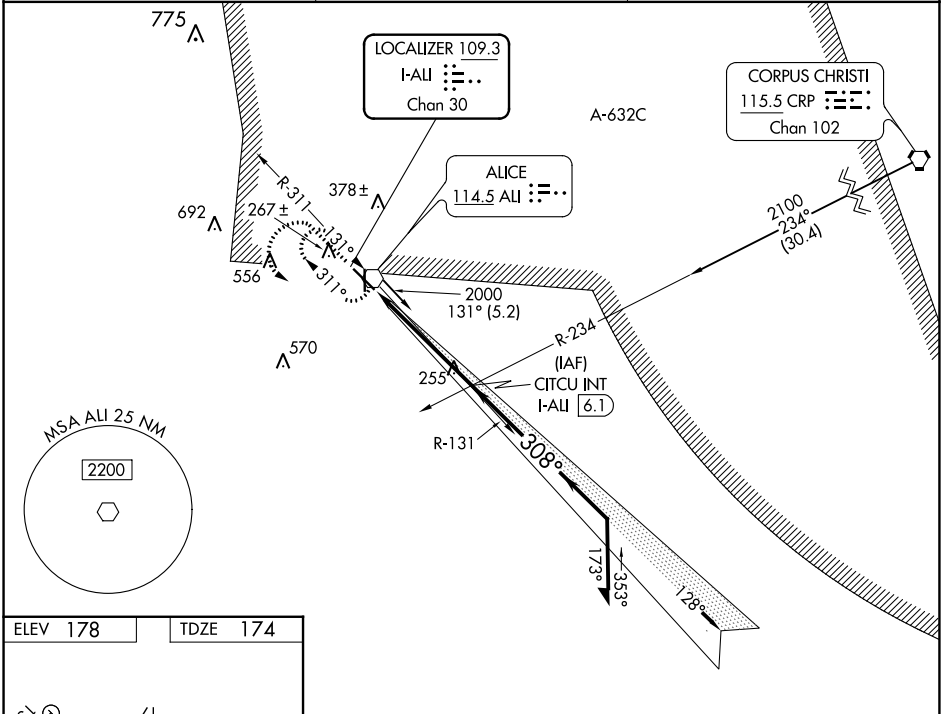 775
LOCALIZER 109.3
I-ALI
Chan 30
CORPUS CHRISTI
115.5 CRP
Chan 102
A-632C
ALICE
114.5 ALI
R-311
131°
378±
267±
692
556
311°
2100
234°
(30.4)
2000
131° (5.2)
R-234
(IAF)
CITCU INT
I-ALI 6.1
570
255
R-131
308°
MSA ALI 25 NM
2200
173°
353°
128°
ELEV 178
TDZE 174